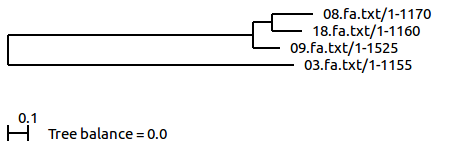 08.fa.txt/1-1170
18.fa.txt/1-1160
09.fa.txt/1-1525
03.fa.txt/1-1155
0.1
Tree balance = 0.0